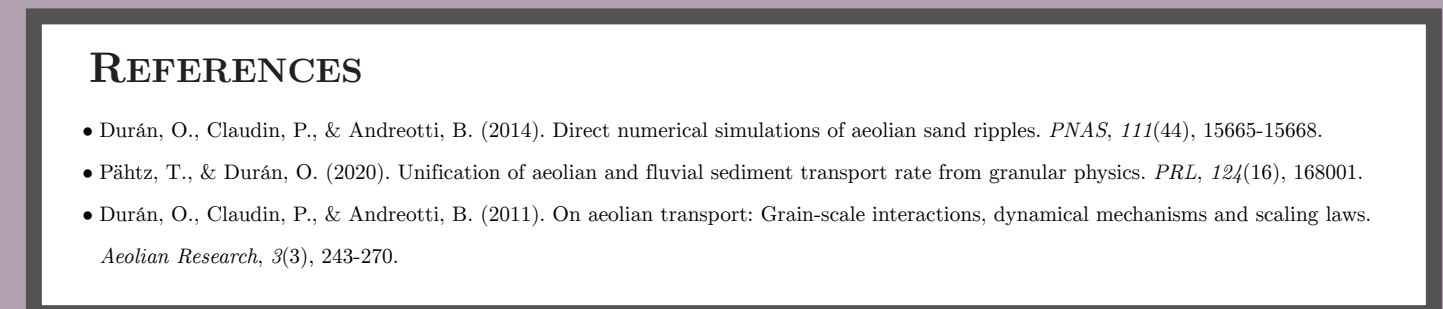 REFERENCES
• Durán, O., Claudin, P., & Andreotti, B. (2014). Direct numerical simulations of aeolian sand ripples. PNAS, 111(44), 15665-15668.
• Pähtz, T., & Durán, O. (2020). Unification of aeolian and fluvial sediment transport rate from granular physics. PRL, 124(16), 168001.
• Durán, O., Claudin, P., & Andreotti, B. (2011). On aeolian transport: Grain-scale interactions, dynamical mechanisms and scaling laws.
Aeolian Research, 3(3), 243-270.